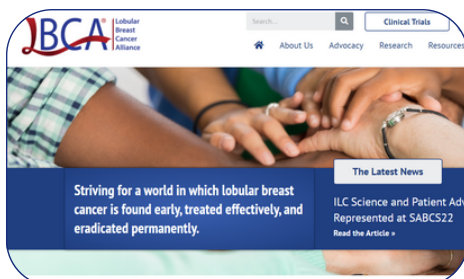 LBCA®
Lobular
Breast
Cancer
Alliance
Search...
Clinical Trials
About Us Advocacy Research Resources
The Latest News
Striving for a world in which lobular breast
cancer is found early, treated effectively, and
eradicated permanently.
ILC Science and Patient Adv
Represented at SABCS22
Read the Article »